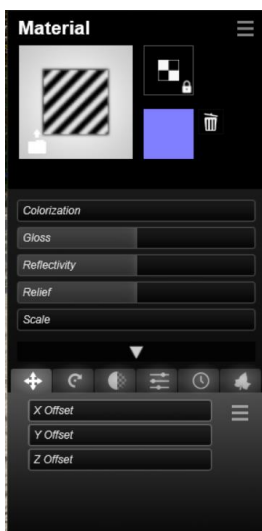 Material
Colorization
Gloss
Reflectivity
Relief
Scale
X Offset
Y Offset
Z Offset